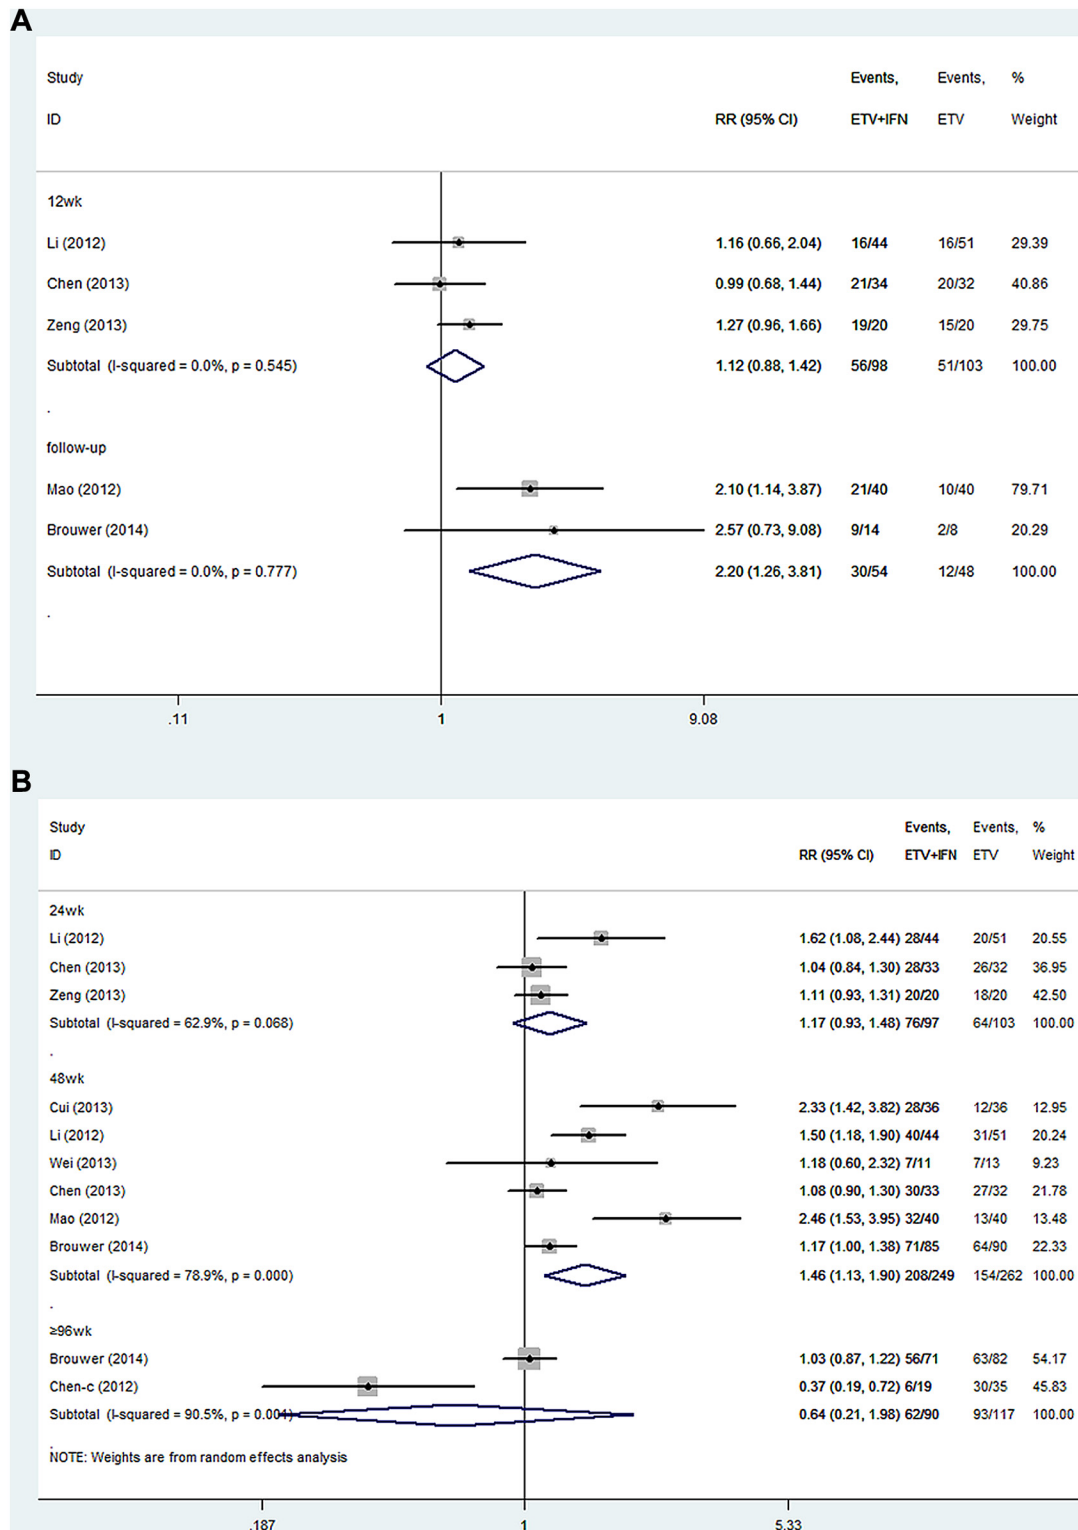 A
Study Events, Events, %
ID RR (95% CI) ETV+IFN ETV Weight
12wk
Li (2012) 1.16 (0.66, 2.04) 16/44 16/51 29.39
Chen (2013) 0.99 (0.68, 1.44) 21/34 20/32 40.86
Zeng (2013) 1.27 (0.96, 1.66) 19/20 15/20 29.75
Subtotal (I-squared = 0.0%, p = 0.545) 1.12 (0.88, 1.42) 56/98 51/103 100.00
.
follow-up
Mao (2012) 2.10 (1.14, 3.87) 21/40 10/40 79.71
Brouwer (2014) 2.57 (0.73, 9.08) 9/14 2/8 20.29
Subtotal (I-squared = 0.0%, p = 0.777) 2.20 (1.26, 3.81) 30/54 12/48 100.00
.
.11 1 9.08
B
Study Events, Events, %
ID RR (95% CI) ETV+IFN ETV Weight
24wk
Li (2012) 1.62 (1.08, 2.44) 28/44 20/51 20.55
Chen (2013) 1.04 (0.84, 1.30) 28/33 26/32 36.95
Zeng (2013) 1.11 (0.93, 1.31) 20/20 18/20 42.50
Subtotal (I-squared = 62.9%, p = 0.068) 1.17 (0.93, 1.48) 76/97 64/103 100.00
.
48wk
Cui (2013) 2.33 (1.42, 3.82) 28/36 12/36 12.95
Li (2012) 1.50 (1.18, 1.90) 40/44 31/51 20.24
Wei (2013) 1.18 (0.60, 2.32) 7/11 7/13 9.23
Chen (2013) 1.08 (0.90, 1.30) 30/33 27/32 21.78
Mao (2012) 2.46 (1.53, 3.95) 32/40 13/40 13.48
Brouwer (2014) 1.17 (1.00, 1.38) 71/85 64/90 22.33
Subtotal (I-squared = 78.9%, p = 0.000) 1.46 (1.13, 1.90) 208/249 154/262 100.00
.
≥96wk
Brouwer (2014) 1.03 (0.87, 1.22) 56/71 63/82 54.17
Chen-c (2012) 0.37 (0.19, 0.72) 6/19 30/35 45.83
Subtotal (I-squared = 90.5%, p = 0.001) 0.64 (0.21, 1.98) 62/90 93/117 100.00
.
NOTE: Weights are from random effects analysis
.187 1 5.33